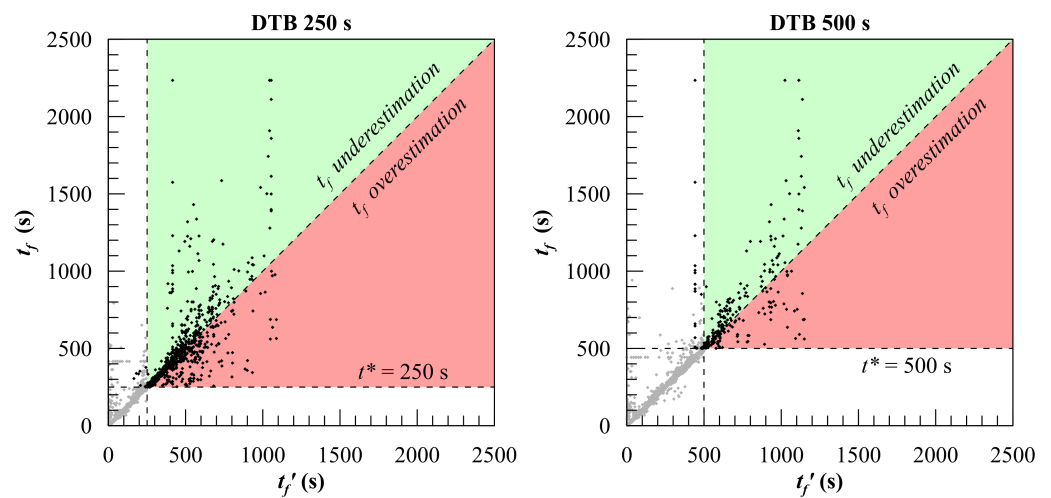 DTB 250 s
2500
2000
1500
1000
500
0
t_f (s)
t_f underestimation
t_f overestimation
t* = 250 s
0 500 1000 1500 2000 2500
t_f' (s)
DTB 500 s
2500
2000
1500
1000
500
0
t_f (s)
t_f underestimation
t_f overestimation
t* = 500 s
0 500 1000 1500 2000 2500
t_f' (s)